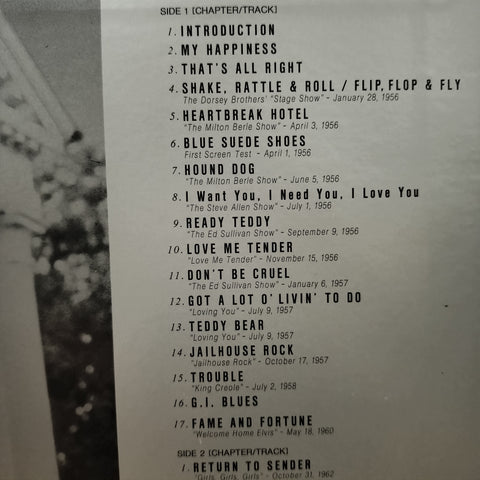 SIDE 1 [CHAPTER/TRACK]
1. INTRODUCTION
2. MY HAPPINESS
3. THAT'S ALL RIGHT
4. SHAKE, RATTLE & ROLL / FLIP, FLOP & FLY
The Dorsey Brothers' "Stage Show" - January 28, 1956
5. HEARTBREAK HOTEL
"The Milton Berle Show" - April 3, 1956
6. BLUE SUEDE SHOES
First Screen Test - April 1, 1956
7. HOUND DOG
"The Milton Berle Show" - June 5, 1956
8. I Want You, I Need You, I Love You
"The Steve Allen Show" - July 1, 1956
9. READY TEDDY
"The Ed Sullivan Show" - September 9, 1956
10. LOVE ME TENDER
"Love Me Tender" - November 15, 1956
11. DON'T BE CRUEL
"The Ed Sullivan Show" - January 6, 1957
12. GOT A LOT O' LIVIN' TO DO
"Loving You" - July 9, 1957
13. TEDDY BEAR
"Loving You" - July 9, 1957
14. JAILHOUSE ROCK
"Jailhouse Rock" - October 17, 1957
15. TROUBLE
"King Creole" - July 2, 1958
16. G.I. BLUES
17. FAME AND FORTUNE
"Welcome Home Elvis" - May 18, 1960
SIDE 2 [CHAPTER/TRACK]
1. RETURN TO SENDER
"Girls, Girls, Girls" - October 31, 1962